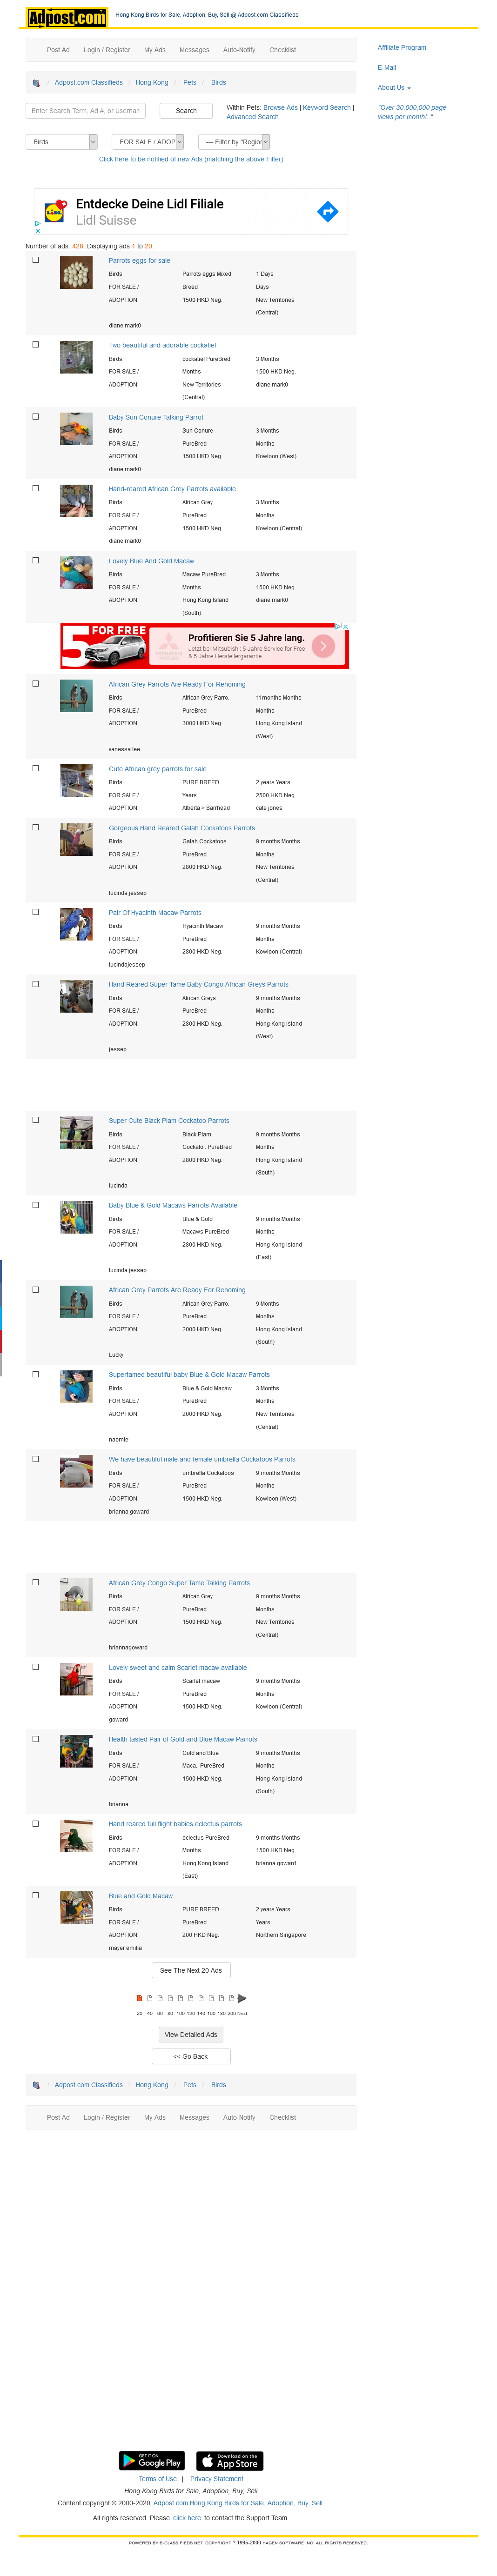 Adpost.com
Hong Kong Birds for Sale, Adoption, Buy, Sell @ Adpost.com Classifieds
Post Ad Login / Register My Ads Messages Auto-Notify Checklist
Affiliate Program
E-Mail
About Us
"Over 30,000,000 page
views per month!."
/ Adpost.com Classifieds / Hong Kong / Pets / Birds
Enter Search Term, Ad #, or Usernam
Search
Within Pets: Browse Ads | Keyword Search |
Advanced Search
Birds
FOR SALE / ADOP
--- Filter by "Region
Click here to be notified of new Ads (matching the above Filter)
Entdecke Deine Lidl Filiale
Lidl Suisse
Number of ads: 428. Displaying ads 1 to 20.
Parrots eggs for sale
Birds Parrots eggs Mixed 1 Days
FOR SALE / Breed Days
ADOPTION: 1500 HKD Neg. New Territories
(Central)
diane mark0
Two beautiful and adorable cockatiel
Birds cockatiel PureBred 3 Months
FOR SALE / Months 1500 HKD Neg.
ADOPTION: New Territories diane mark0
(Central)
Baby Sun Conure Talking Parrot
Birds Sun Conure 3 Months
FOR SALE / PureBred Months
ADOPTION: 1500 HKD Neg. Kowloon (West)
diane mark0
Hand-reared African Grey Parrots available
Birds African Grey 3 Months
FOR SALE / PureBred Months
ADOPTION: 1500 HKD Neg. Kowloon (Central)
diane mark0
Lovely Blue And Gold Macaw
Birds Macaw PureBred 3 Months
FOR SALE / Months 1500 HKD Neg.
ADOPTION: Hong Kong Island diane mark0
(South)
5 FOR FREE
Profitieren Sie 5 Jahre lang.
Jetzt bei Mitsubishi: 5 Jahre Service for Free
& 5 Jahre Herstellergarantie.
African Grey Parrots Are Ready For Rehoming
Birds African Grey Parro.. 11months Months
FOR SALE / PureBred Months
ADOPTION: 3000 HKD Neg. Hong Kong Island
(West)
vanessa lee
Cute African grey parrots for sale
Birds PURE BREED 2 years Years
FOR SALE / Years 2500 HKD Neg.
ADOPTION: Alberta > Barrhead cate jones
Gorgeous Hand Reared Galah Cockatoos Parrots
Birds Galah Cockatoos 9 months Months
FOR SALE / PureBred Months
ADOPTION: 2800 HKD Neg. New Territories
(Central)
lucinda jessep
Pair Of Hyacinth Macaw Parrots
Birds Hyacinth Macaw 9 months Months
FOR SALE / PureBred Months
ADOPTION: 2800 HKD Neg. Kowloon (Central)
lucindajessep
Hand Reared Super Tame Baby Congo African Greys Parrots
Birds African Greys 9 months Months
FOR SALE / PureBred Months
ADOPTION: 2800 HKD Neg. Hong Kong Island
(West)
jessep
Super Cute Black Plam Cockatoo Parrots
Birds Black Plam 9 months Months
FOR SALE / Cockato.. PureBred Months
ADOPTION: 2800 HKD Neg. Hong Kong Island
(South)
lucinda
Baby Blue & Gold Macaws Parrots Available
Birds Blue & Gold 9 months Months
FOR SALE / Macaws PureBred Months
ADOPTION: 2800 HKD Neg. Hong Kong Island
(East)
lucinda jessep
African Grey Parrots Are Ready For Rehoming
Birds African Grey Parro.. 9 Months
FOR SALE / PureBred Months
ADOPTION: 2000 HKD Neg. Hong Kong Island
(South)
Lucky
Supertamed beautiful baby Blue & Gold Macaw Parrots
Birds Blue & Gold Macaw 3 Months
FOR SALE / PureBred Months
ADOPTION: 2000 HKD Neg. New Territories
(Central)
naomie
We have beautiful male and female umbrella Cockatoos Parrots
Birds umbrella Cockatoos 9 months Months
FOR SALE / PureBred Months
ADOPTION: 1500 HKD Neg. Kowloon (West)
brianna goward
African Grey Congo Super Tame Talking Parrots
Birds African Grey 9 months Months
FOR SALE / PureBred Months
ADOPTION: 1500 HKD Neg. New Territories
(Central)
briannagoward
Lovely sweet and calm Scarlet macaw available
Birds Scarlet macaw 9 months Months
FOR SALE / PureBred Months
ADOPTION: 1500 HKD Neg. Kowloon (Central)
goward
Health tasted Pair of Gold and Blue Macaw Parrots
Birds Gold and Blue 9 months Months
FOR SALE / Maca.. PureBred Months
ADOPTION: 1500 HKD Neg. Hong Kong Island
(South)
brianna
Hand reared full flight babies eclectus parrots
Birds eclectus PureBred 9 months Months
FOR SALE / Months 1500 HKD Neg.
ADOPTION: Hong Kong Island brianna goward
(East)
Blue and Gold Macaw
Birds PURE BREED 2 years Years
FOR SALE / PureBred Years
ADOPTION: 200 HKD Neg. Northern Singapore
mayer emilia
See The Next 20 Ads
20 40 60 80 100 120 140 160 180 200 Next
View Detailed Ads
<< Go Back
/ Adpost.com Classifieds / Hong Kong / Pets / Birds
Post Ad Login / Register My Ads Messages Auto-Notify Checklist
GET IT ON Google Play
Download on the App Store
Terms of Use | Privacy Statement
Hong Kong Birds for Sale, Adoption, Buy, Sell
Content copyright © 2000-2020 Adpost.com Hong Kong Birds for Sale, Adoption, Buy, Sell
All rights reserved. Please click here to contact the Support Team.
POWERED BY E-CLASSIFIEDS.NET. COPYRIGHT ? 1995-2000 HAGEN SOFTWARE INC. ALL RIGHTS RESERVED.